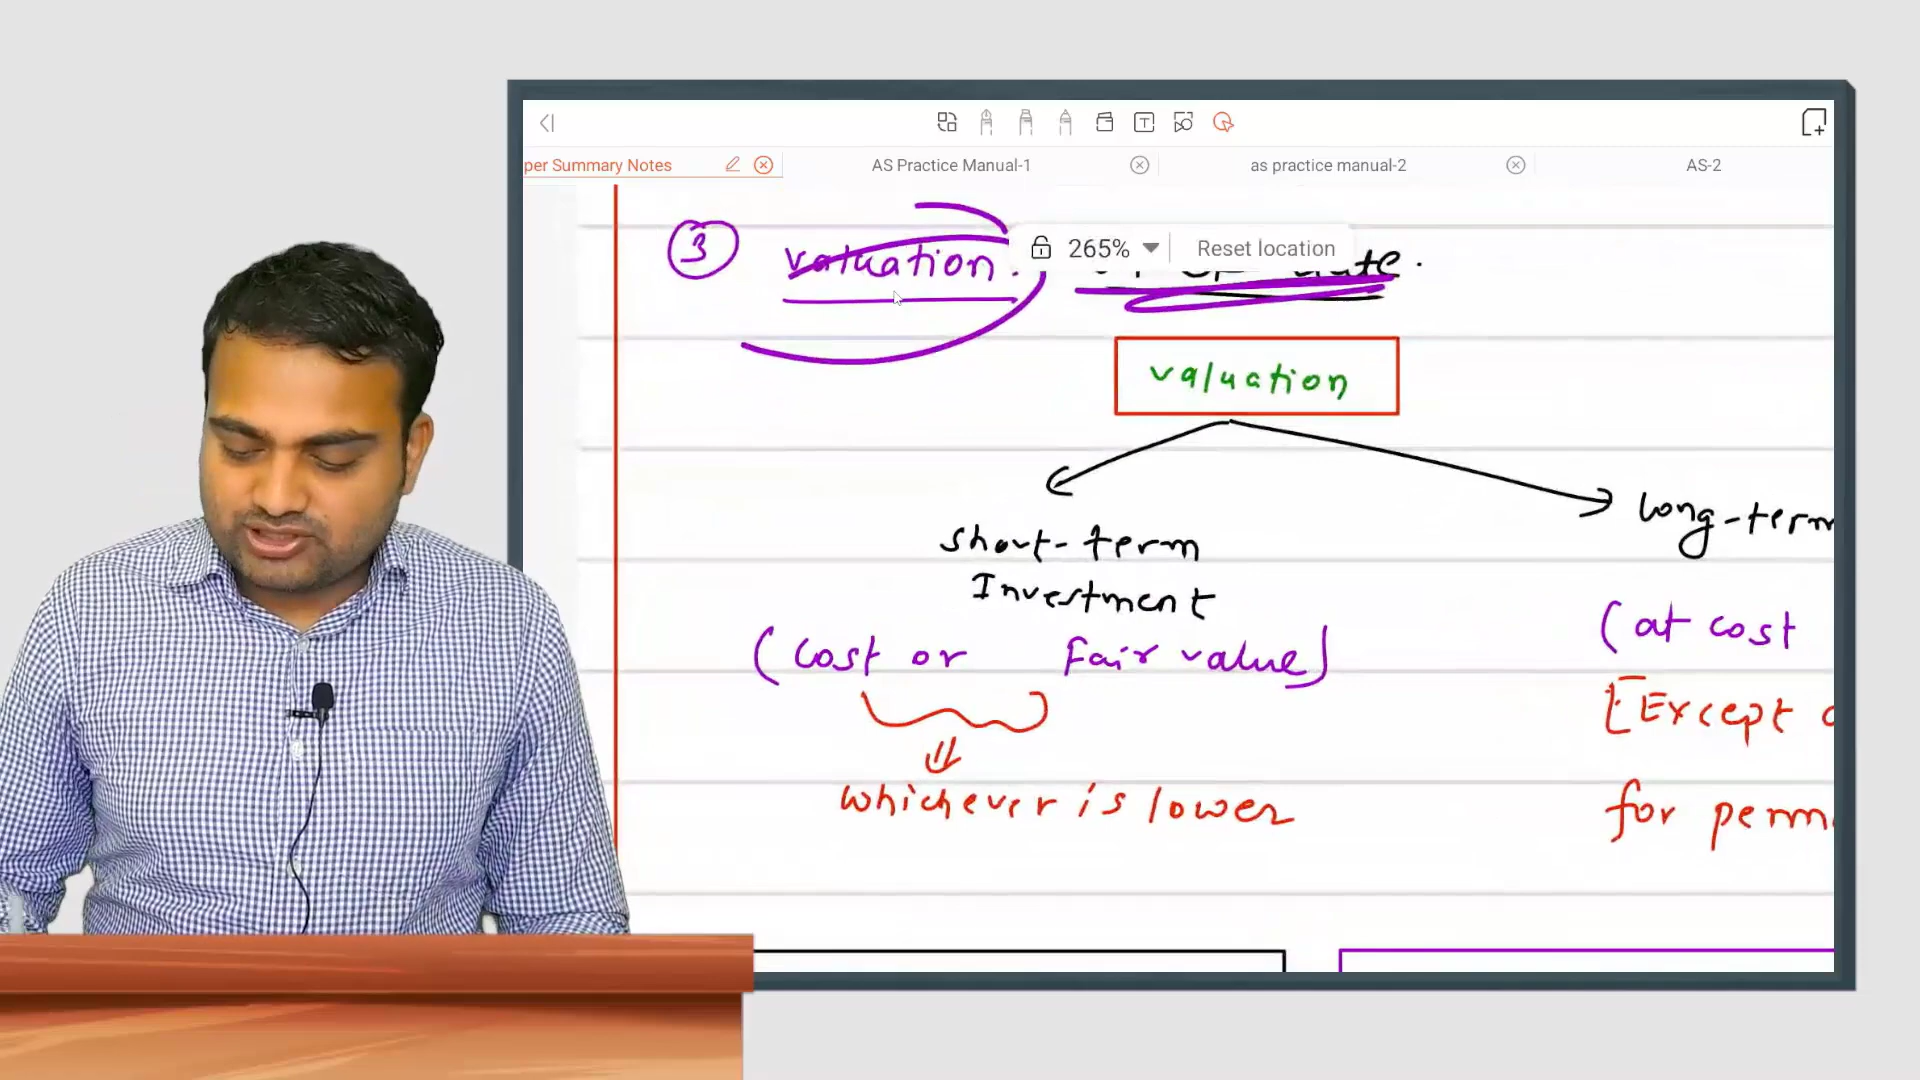 per Summary Notes AS Practice Manual-1 as practice manual-2 AS-2
265% Reset location
3 valuation.
valuation
short-term
Investment
long-term
(cost or Fair value)
(at cost
[Except
whichever is lower
for perm